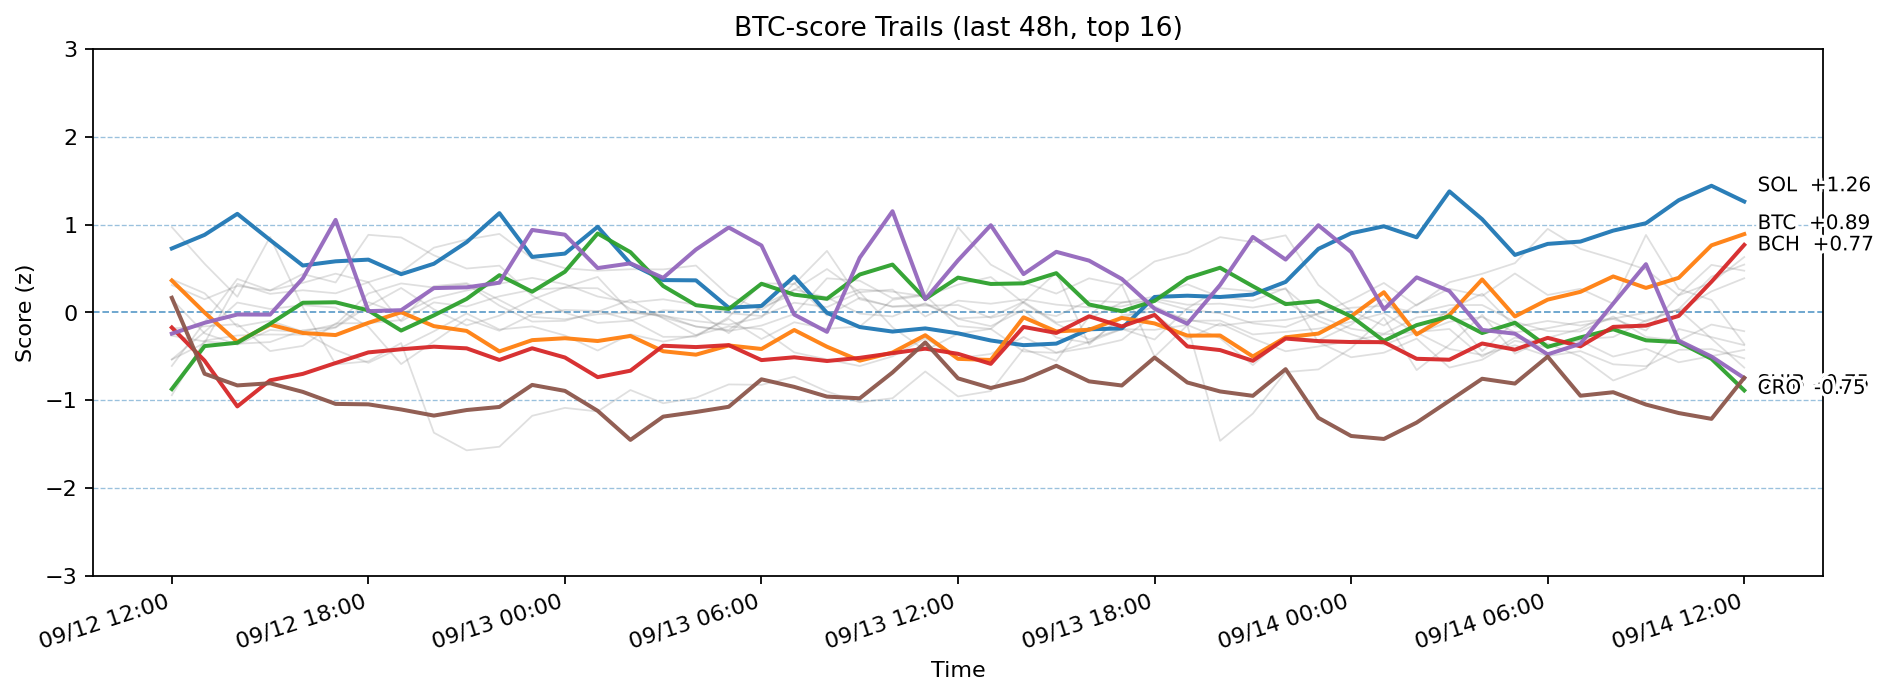 BTC-score Trails (last 48h, top 16)
Score (z)
3
2
1
0
−1
−2
−3
SOL +1.26
BTC +0.89
BCH +0.77
CRO -0.75
09/12 12:00
09/12 18:00
09/13 00:00
09/13 06:00
09/13 12:00
09/13 18:00
09/14 00:00
09/14 06:00
09/14 12:00
Time